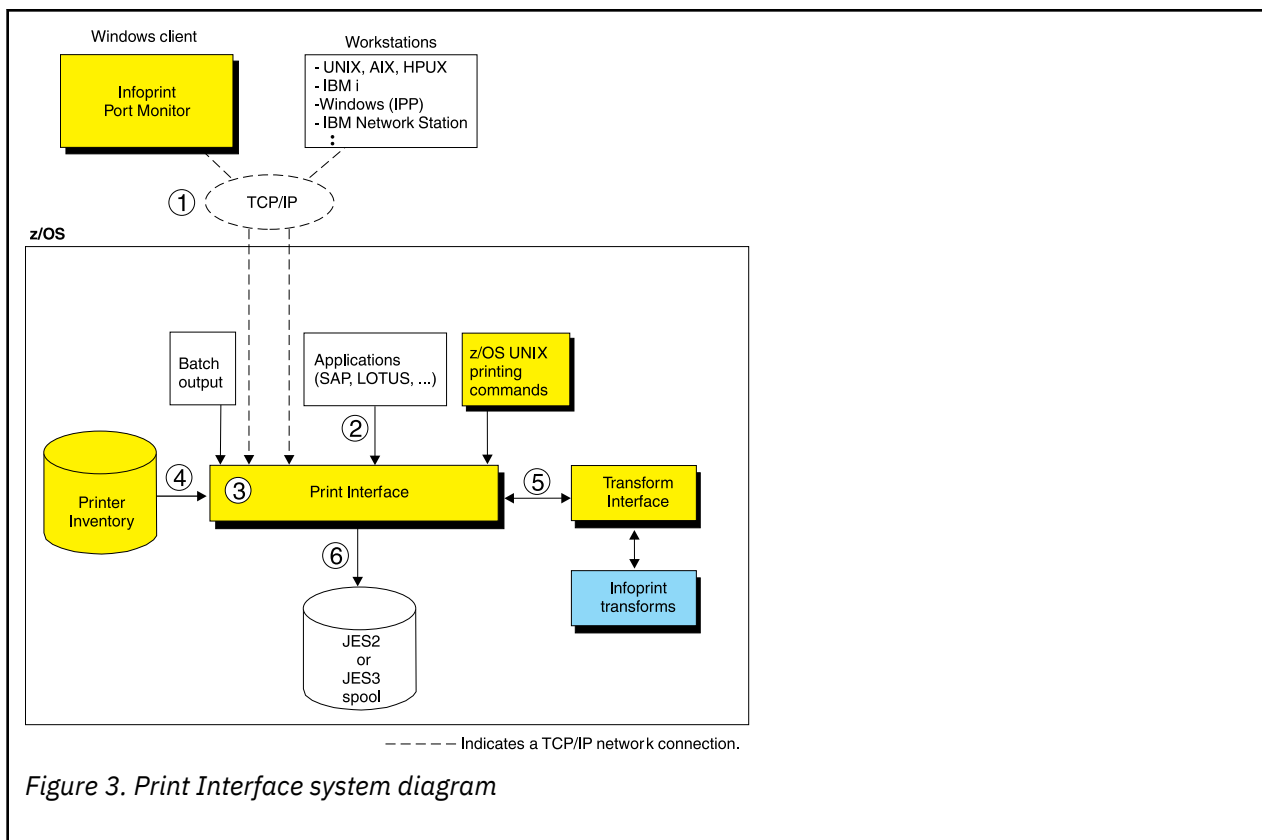 Windows client
Infoprint
Port Monitor
Workstations
- UNIX, AIX, HPUX
- IBM i
-Windows (IPP)
- IBM Network Station
:
1
TCP/IP
z/OS
Batch
output
Applications
(SAP, LOTUS, ...)
z/OS UNIX
printing
commands
2
Printer
Inventory
4
3
Print Interface
5
Transform
Interface
6
Infoprint
transforms
JES2
or
JES3
spool
Indicates a TCP/IP network connection.
Figure 3. Print Interface system diagram